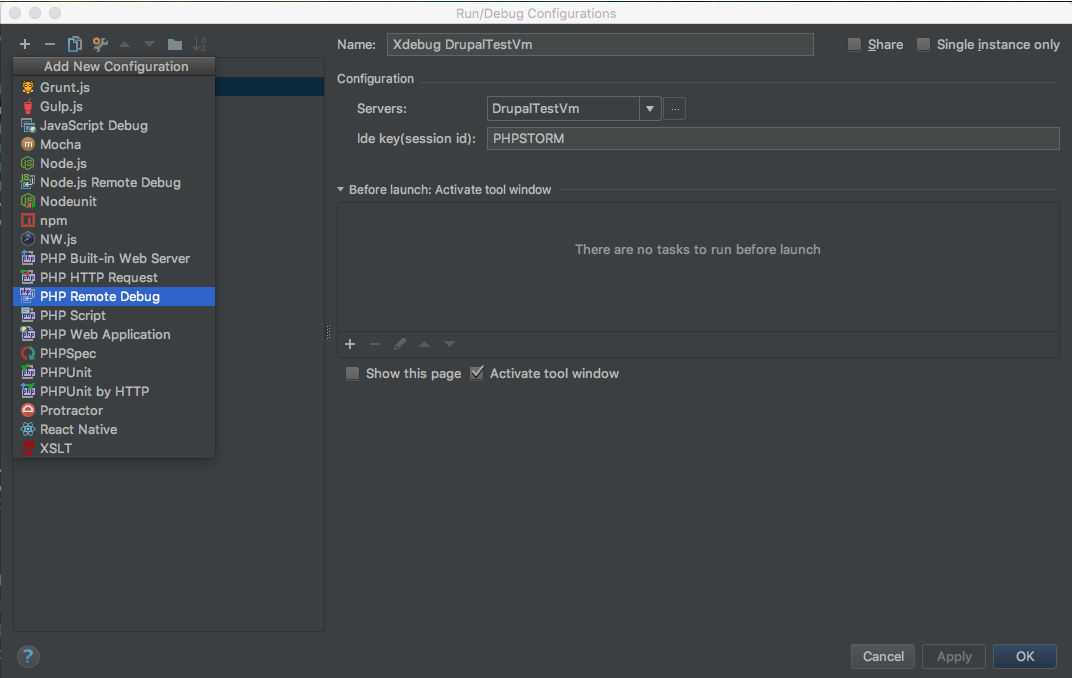 Run/Debug Configurations
Name: Xdebug DrupalTestVm Share Single instance only
Add New Configuration
Grunt.js
Gulp.js
JavaScript Debug
Mocha
Node.js
Node.js Remote Debug
Nodeunit
npm
NW.js
PHP Built-in Web Server
PHP HTTP Request
PHP Remote Debug
PHP Script
PHP Web Application
PHPSpec
PHPUnit
PHPUnit by HTTP
Protractor
React Native
XSLT
Configuration
Servers: DrupalTestVm ...
Ide key(session id): PHPSTORM
Before launch: Activate tool window
There are no tasks to run before launch
Show this page Activate tool window
? Cancel Apply OK